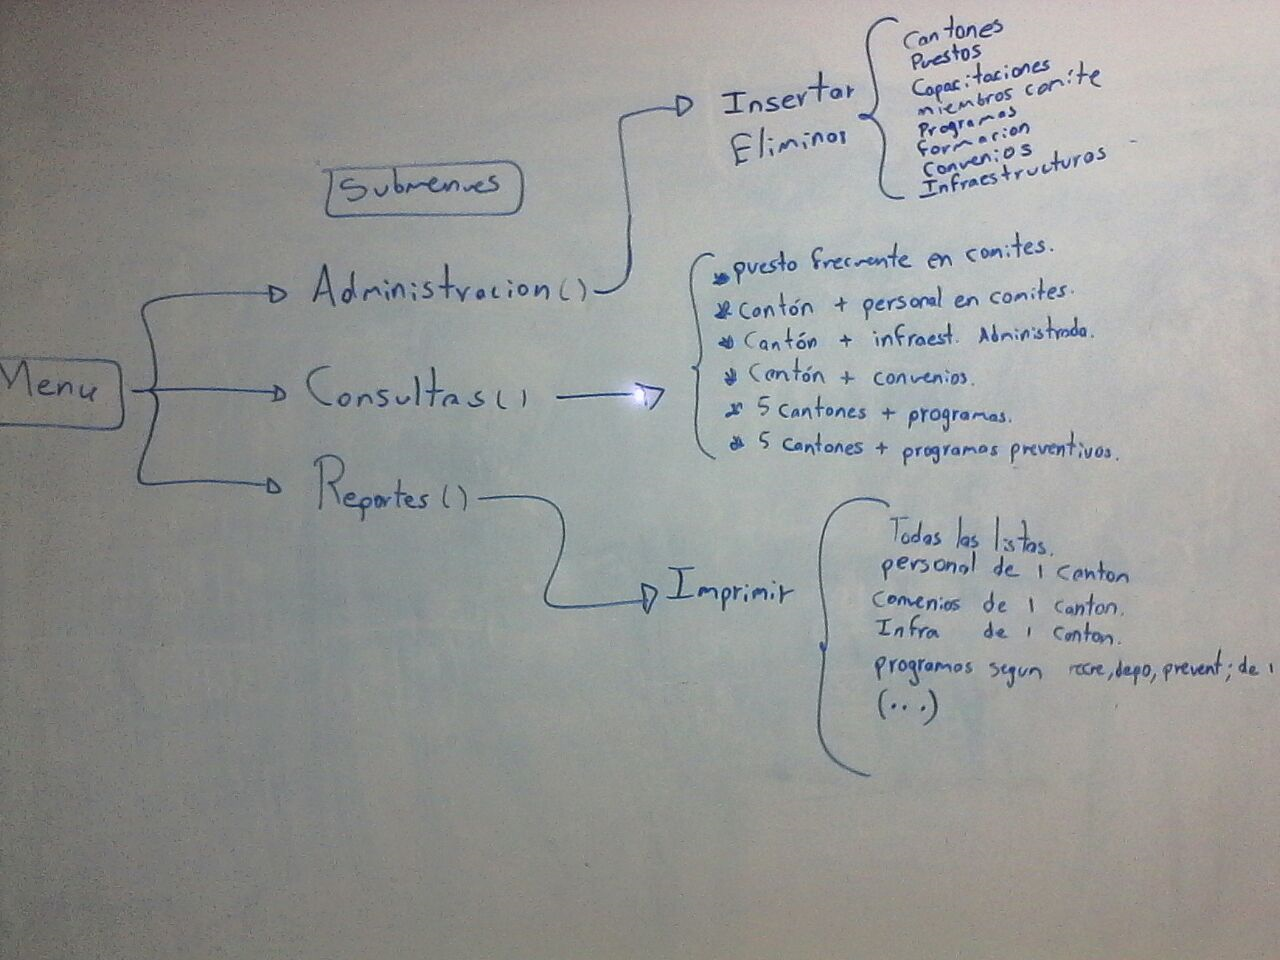 Cantones
Puestos
Capacitaciones
miembros comite
Programas
formacion
Convenios
Infraestructuras
Insertar
Eliminar
Submenues
Administracion()
Menu
Consultas()
Reportes()
* puesto frecuente en comites.
* cantón + personal en comites.
* Cantón + infraest. Administrada.
* Cantón + convenios.
* 5 cantones + programas.
* 5 cantones + programas preventivos.
Imprimir
Todas las listas.
personal de 1 canton
convenios de 1 canton.
Infra de 1 canton.
programas segun recre, depo, prevent; de 1
(...)